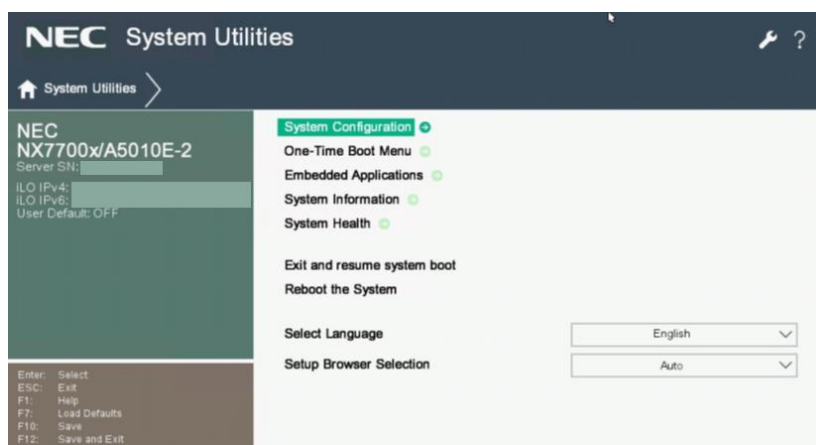 NEC System Utilities
?
System Utilities
NEC
NX7700x/A5010E-2
Server SN:
iLO IPv4:
iLO IPv6:
User Default: OFF
System Configuration
One-Time Boot Menu
Embedded Applications
System Information
System Health
Exit and resume system boot
Reboot the System
Select Language English
Setup Browser Selection Auto
Enter: Select
ESC: Exit
F1: Help
F7: Load Defaults
F10: Save
F12: Save and Exit